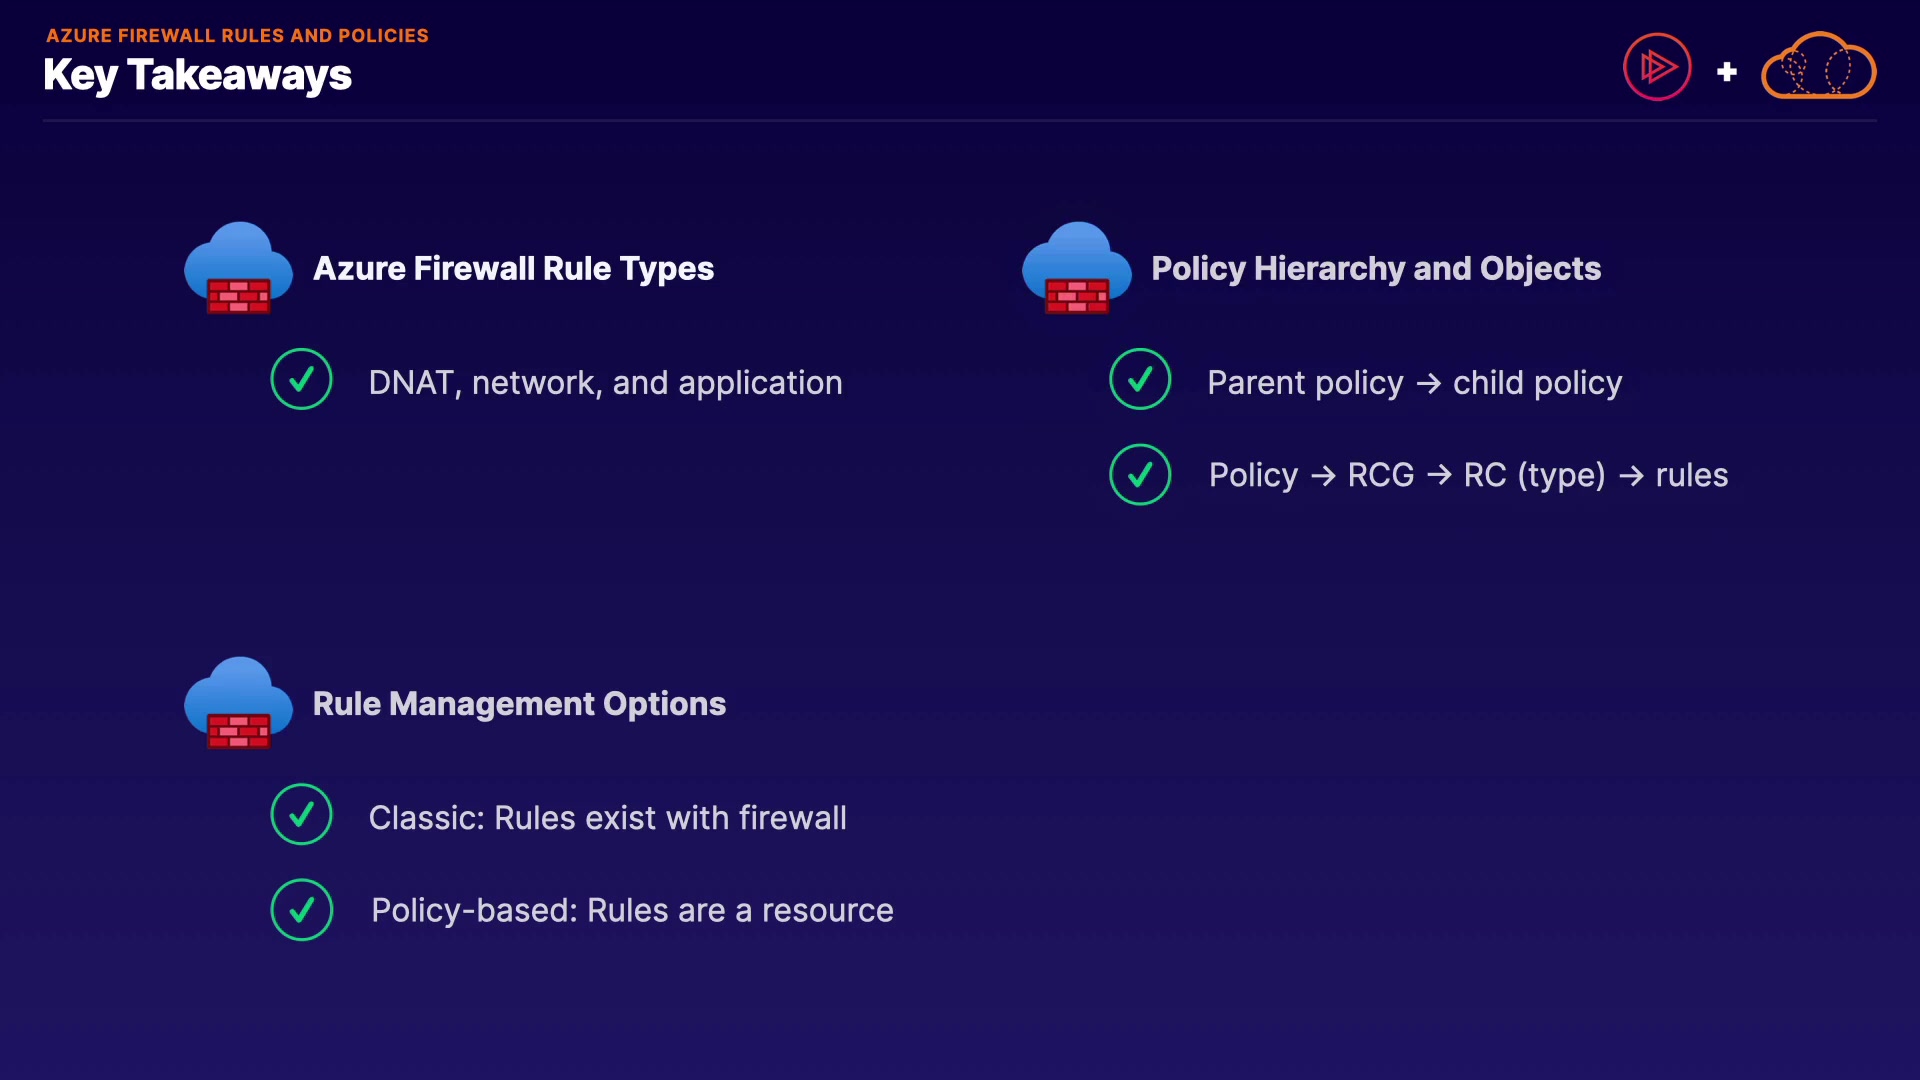 AZURE FIREWALL RULES AND POLICIES
Key Takeaways
Azure Firewall Rule Types
DNAT, network, and application
Policy Hierarchy and Objects
Parent policy → child policy
Policy → RCG → RC (type) → rules
Rule Management Options
Classic: Rules exist with firewall
Policy-based: Rules are a resource